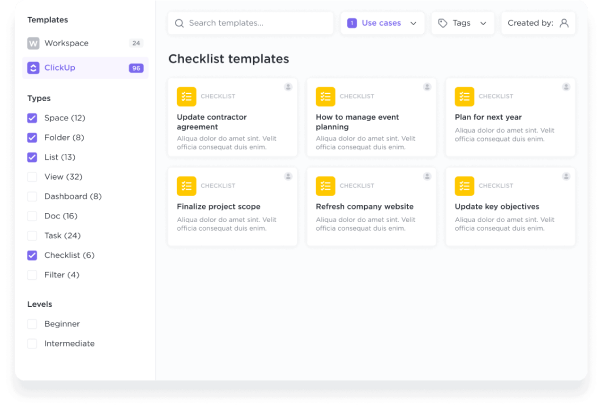 Templates
W Workspace 24
ClickUp 96
Types
Space (12)
Folder (8)
List (13)
View (32)
Dashboard (8)
Doc (16)
Task (24)
Checklist (6)
Filter (4)
Levels
Beginner
Intermediate
Search templates...
1 Use cases
Tags
Created by:
Checklist templates
CHECKLIST
Update contractor
agreement
Aliqua dolor do amet sint. Velit
officia consequat duis enim.
CHECKLIST
How to manage event
planning
Aliqua dolor do amet sint. Velit
officia consequat duis enim.
CHECKLIST
Plan for next year
Aliqua dolor do amet sint. Velit
officia consequat duis enim.
CHECKLIST
Finalize project scope
Aliqua dolor do amet sint. Velit
officia consequat duis enim.
CHECKLIST
Refresh company website
Aliqua dolor do amet sint. Velit
officia consequat duis enim.
CHECKLIST
Update key objectives
Aliqua dolor do amet sint. Velit
officia consequat duis enim.